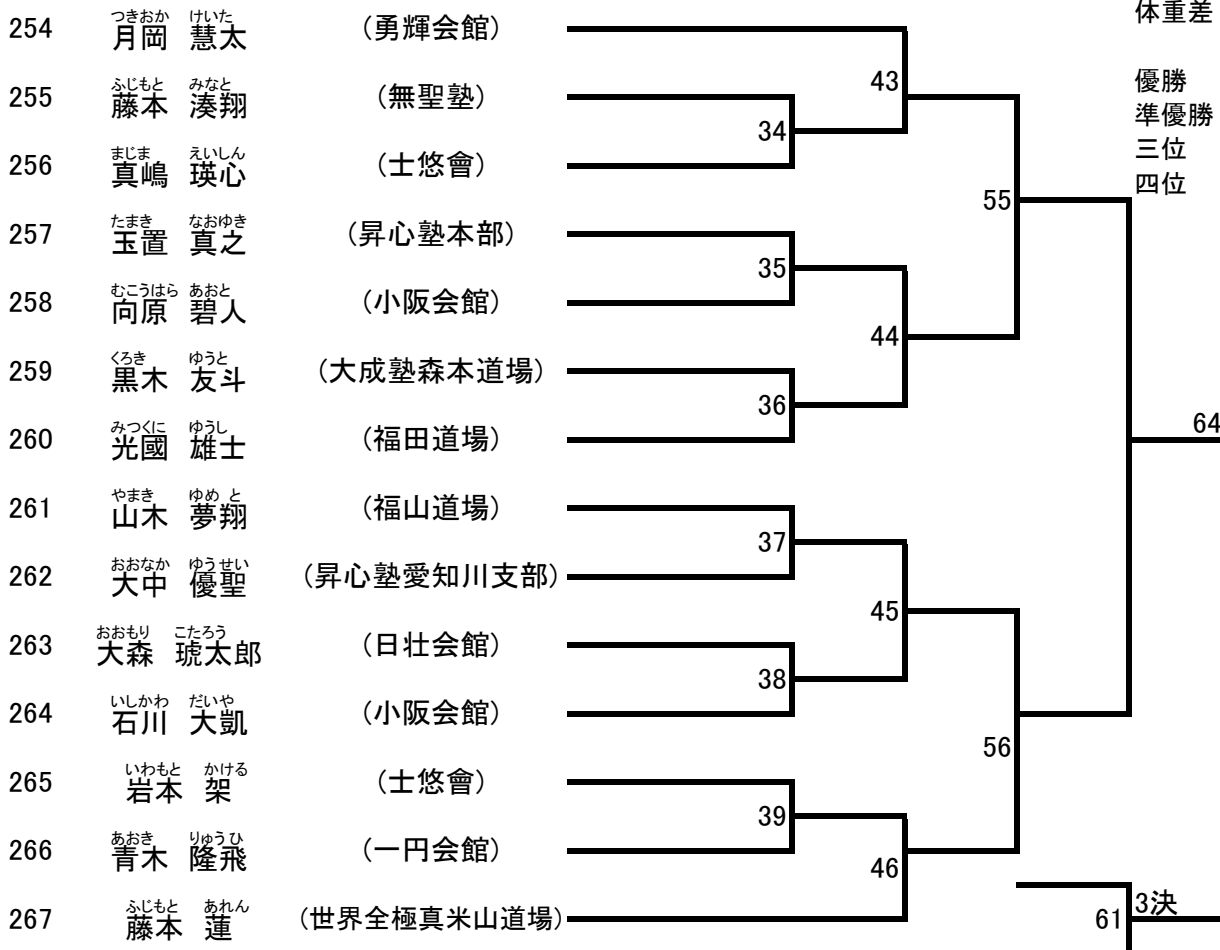 体重差
254 月岡 慧太 (勇輝会館)
つきおか けいた
255 藤本 湊翔 (無聖塾)
ふじもと みなと
256 真嶋 瑛心 (士悠會)
まじま えいしん
257 玉置 真之 (昇心塾本部)
たまき なおゆき
258 向原 碧人 (小阪会館)
むこうはら あおと
259 黒木 友斗 (大成塾森本道場)
くろき ゆうと
260 光國 雄士 (福田道場)
みつくに ゆうし
261 山木 夢翔 (福山道場)
やまき ゆめ と
262 大中 優聖 (昇心塾愛知川支部)
おおなか ゆうせい
263 大森 琥太郎 (日壮会館)
おおもり こたろう
264 石川 大凱 (小阪会館)
いしかわ だいや
265 岩本 架 (士悠會)
いわもと かける
266 青木 隆飛 (一円会館)
あおき りゅうひ
267 藤本 蓮 (世界全極真米山道場)
ふじもと あれん
34
35
36
37
38
39
43
44
45
46
55
56
64
61
3決
優勝
準優勝
三位
四位